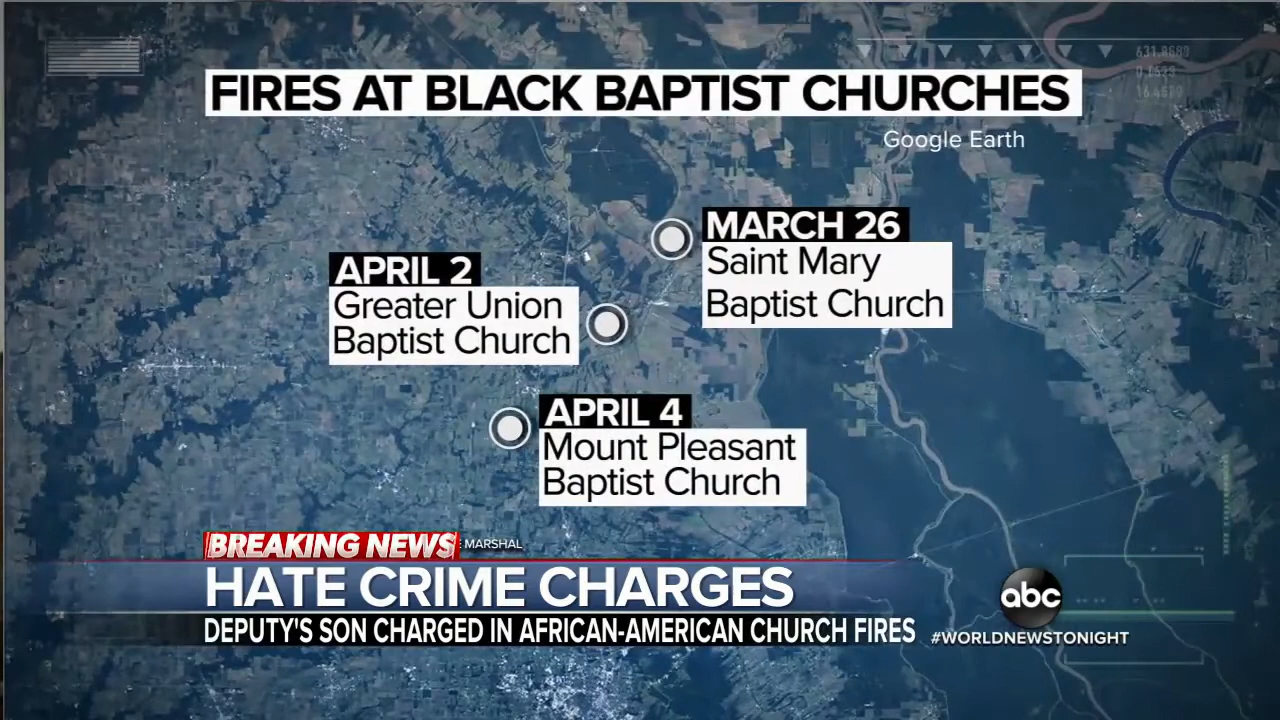 FIRES AT BLACK BAPTIST CHURCHES
Google Earth
MARCH 26
Saint Mary
Baptist Church
APRIL 2
Greater Union
Baptist Church
APRIL 4
Mount Pleasant
Baptist Church
BREAKING NEWS
MARSHAL
HATE CRIME CHARGES
DEPUTY'S SON CHARGED IN AFRICAN-AMERICAN CHURCH FIRES
abc
#WORLDNEWSTONIGHT